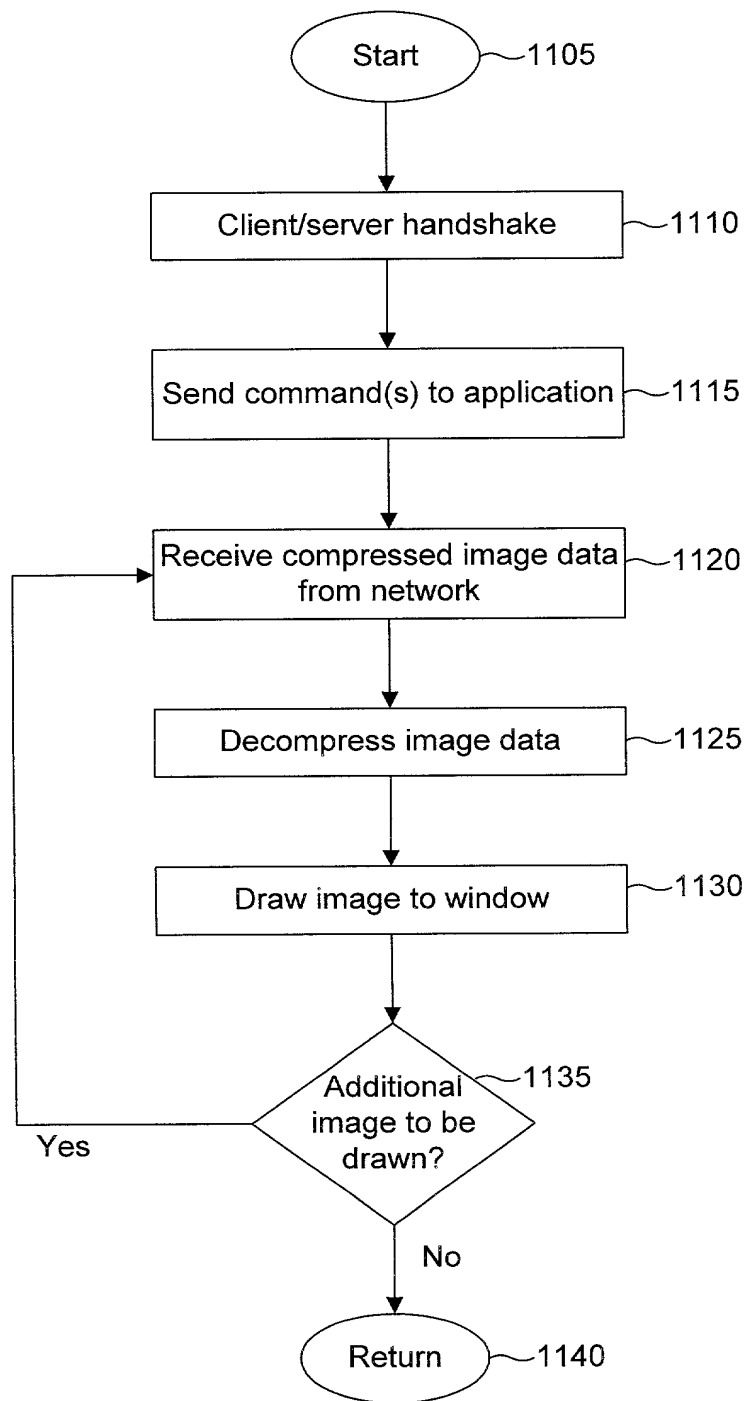 Start
1105
Client/server handshake
1110
Send command(s) to application
1115
Receive compressed image data
from network
1120
Decompress image data
1125
Draw image to window
1130
Additional
image to be
drawn?
1135
Yes
No
Return
1140